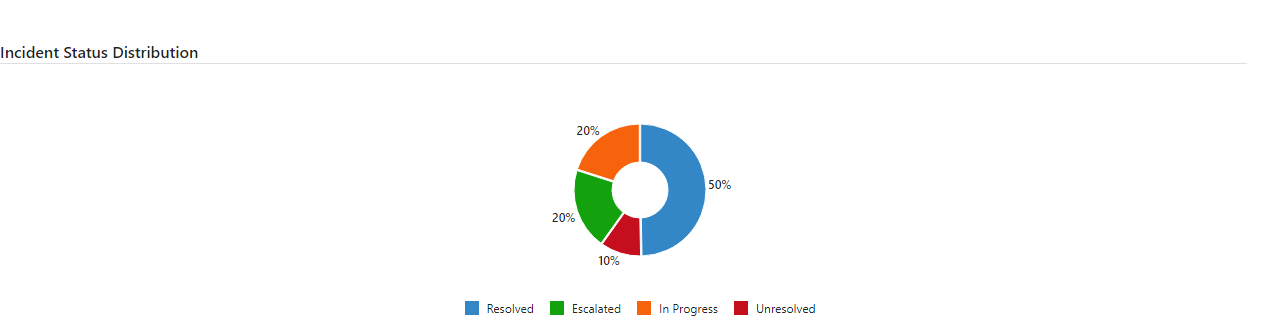 Incident Status Distribution
20%
50%
20%
10%
Resolved Escalated In Progress Unresolved